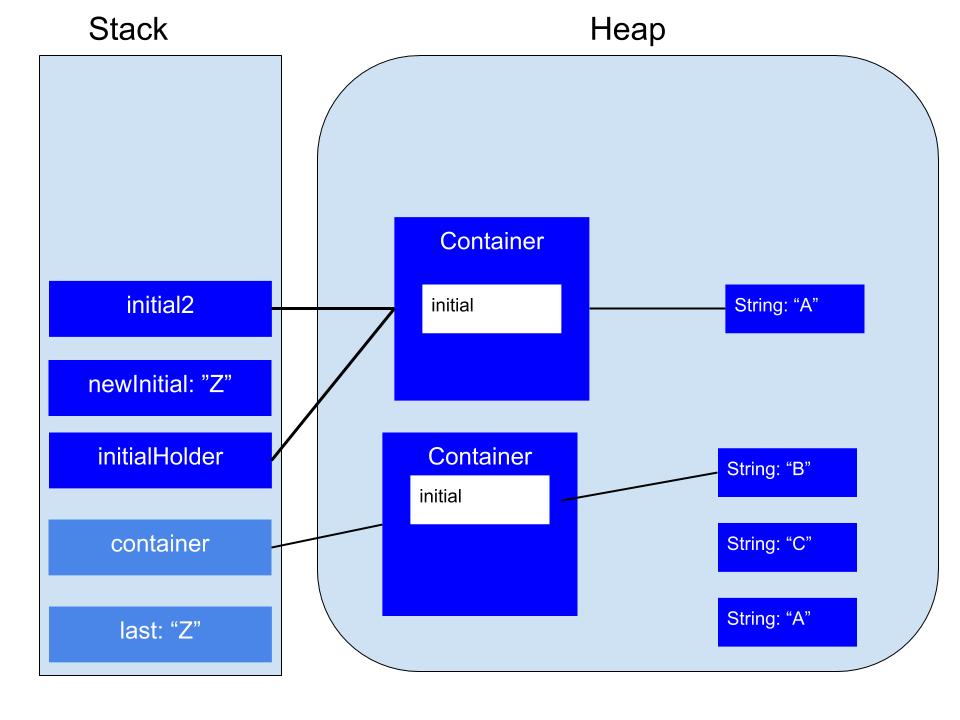 Stack
Heap
Container
initial2
initial
String: “A”
newInitial: ”Z”
initialHolder
Container
String: “B”
initial
container
String: “C”
last: “Z”
String: “A”